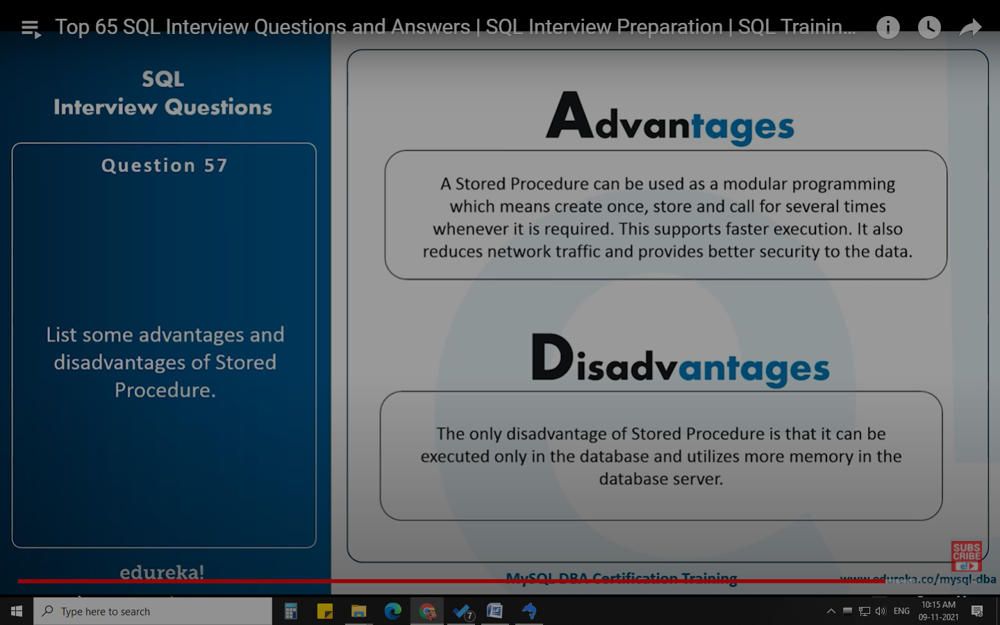 Top 65 SQL Interview Questions and Answers | SQL Interview Preparation | SQL Trainin...
SQL
Interview Questions
Question 57
List some advantages and
disadvantages of Stored
Procedure.
edureka!
Advantages
A Stored Procedure can be used as a modular programming
which means create once, store and call for several times
whenever it is required. This supports faster execution. It also
reduces network traffic and provides better security to the data.
Disadvantages
The only disadvantage of Stored Procedure is that it can be
executed only in the database and utilizes more memory in the
database server.
SUBS
CRIBE
e!
MySQL DBA Certification Training
www.edureka.co/mysql-dba
Type here to search
7
ENG
10:15 AM
09-11-2021